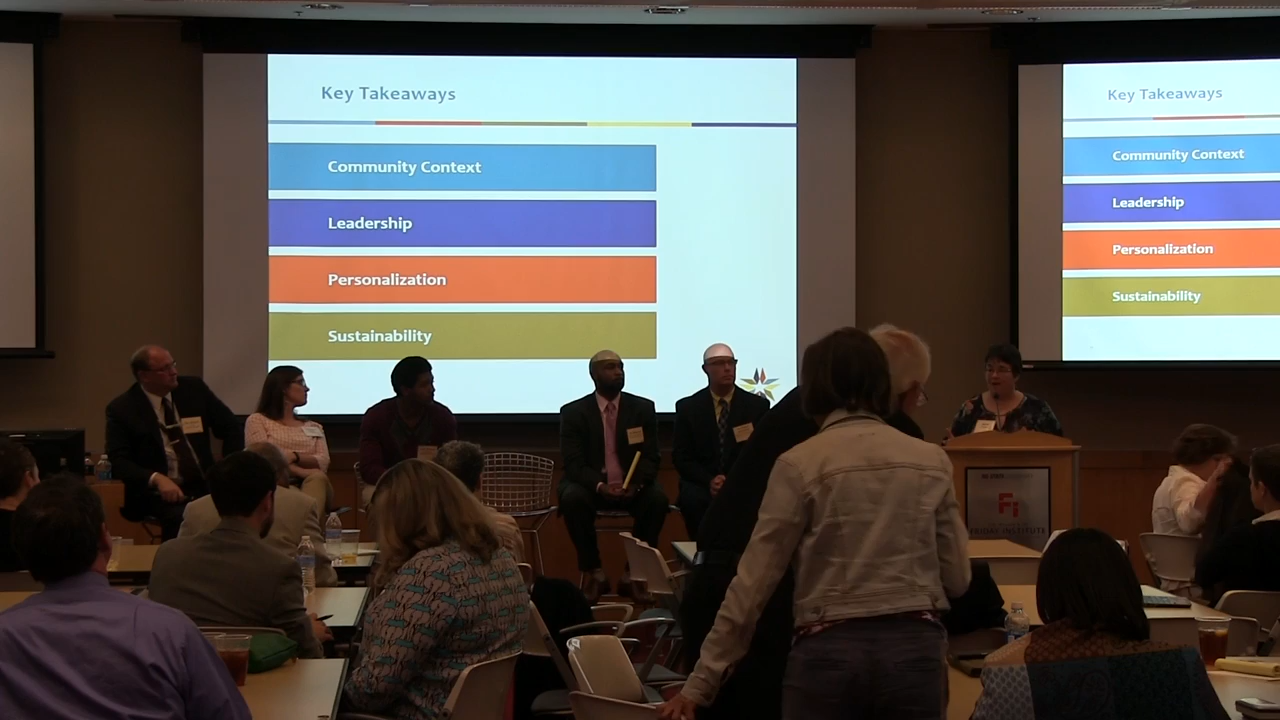 Key Takeaways
Community Context
Leadership
Personalization
Sustainability
Key Takeaways
Community Context
Leadership
Personalization
Sustainability
FRIDAY INSTITUTE